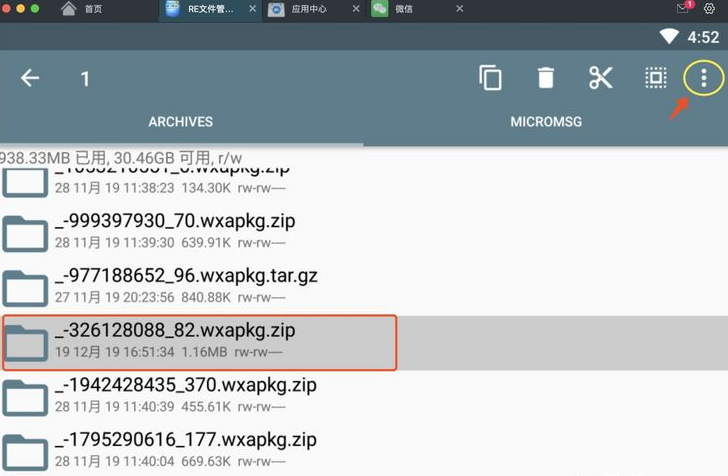 首页
RE文件管...
应用中心
微信
1
4:52
1
ARCHIVES
MICROMSG
938.33MB 已用, 30.46GB 可用, r/w
28 11月 19 11:38:23 134.30K rw-rw----
_-999397930_70.wxapkg.zip
28 11月 19 11:39:30 639.91K rw-rw----
_-977188652_96.wxapkg.tar.gz
27 11月 19 20:23:56 840.88K rw-rw----
_-326128088_82.wxapkg.zip
19 12月 19 16:51:34 1.16MB rw-rw----
_-1942428435_370.wxapkg.zip
28 11月 19 11:40:39 455.61K rw-rw----
_-1795290616_177.wxapkg.zip
28 11月 19 11:40:04 669.63K rw-rw----